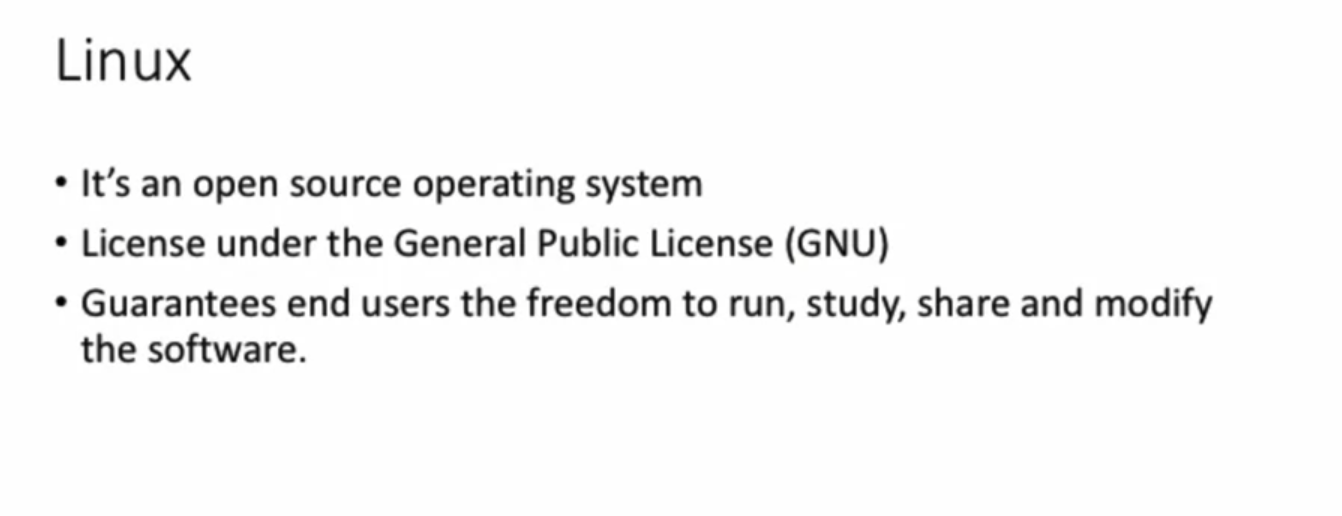 Linux
• It’s an open source operating system
• License under the General Public License (GNU)
• Guarantees end users the freedom to run, study, share and modify
the software.